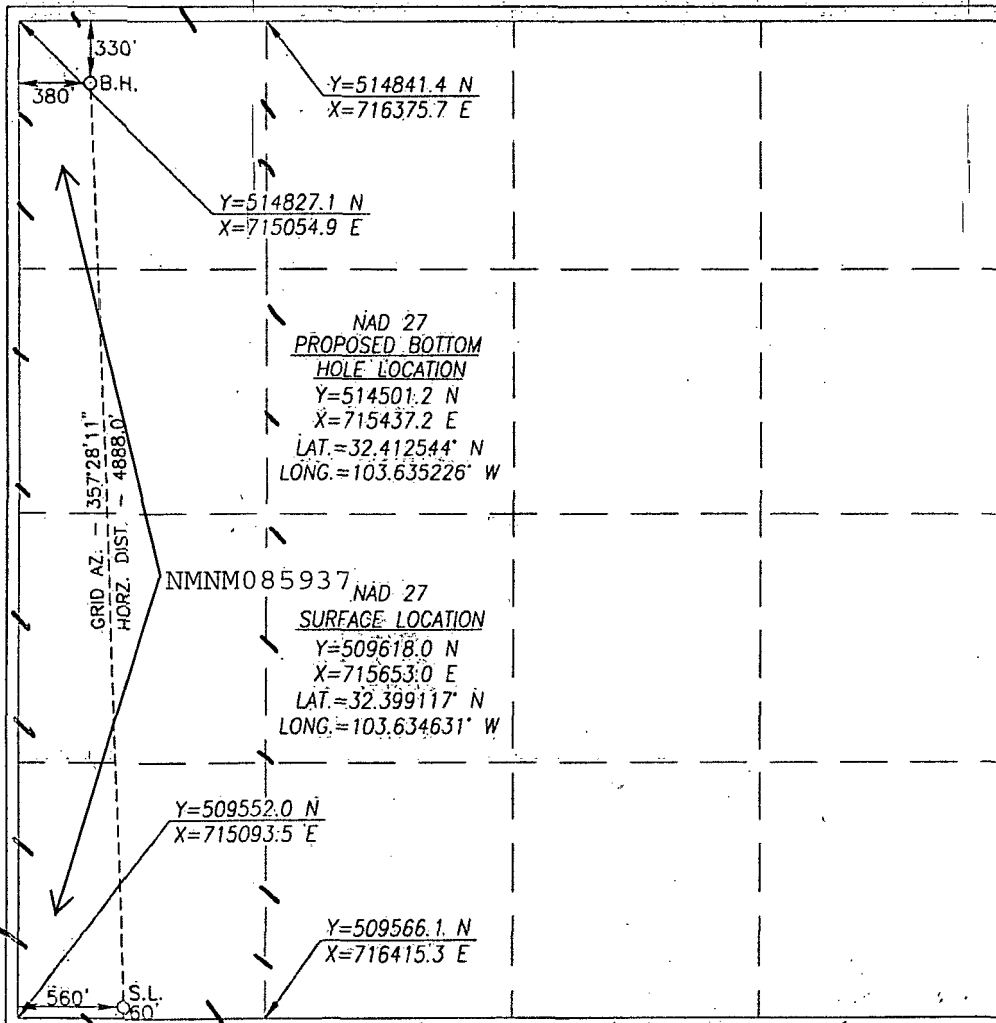 330'
380'
B.H.
Y=514841.4 N
X=716375.7 E
Y=514827.1 N
X=715054.9 E
NAD 27
PROPOSED BOTTOM
HOLE LOCATION
Y=514501.2 N
X=715437.2 E
LAT.=32.412544° N
LONG.=103.635226° W
GRID AZ. - 357°28'11"
HORZ. DIST. - 4888.0'
NMNM085937
NAD 27
SURFACE LOCATION
Y=509618.0 N
X=715653.0 E
LAT.=32.399117° N
LONG.=103.634631° W
Y=509552.0 N
X=715093.5 E
Y=509566.1 N
X=716415.3 E
560'
S.L.
60'